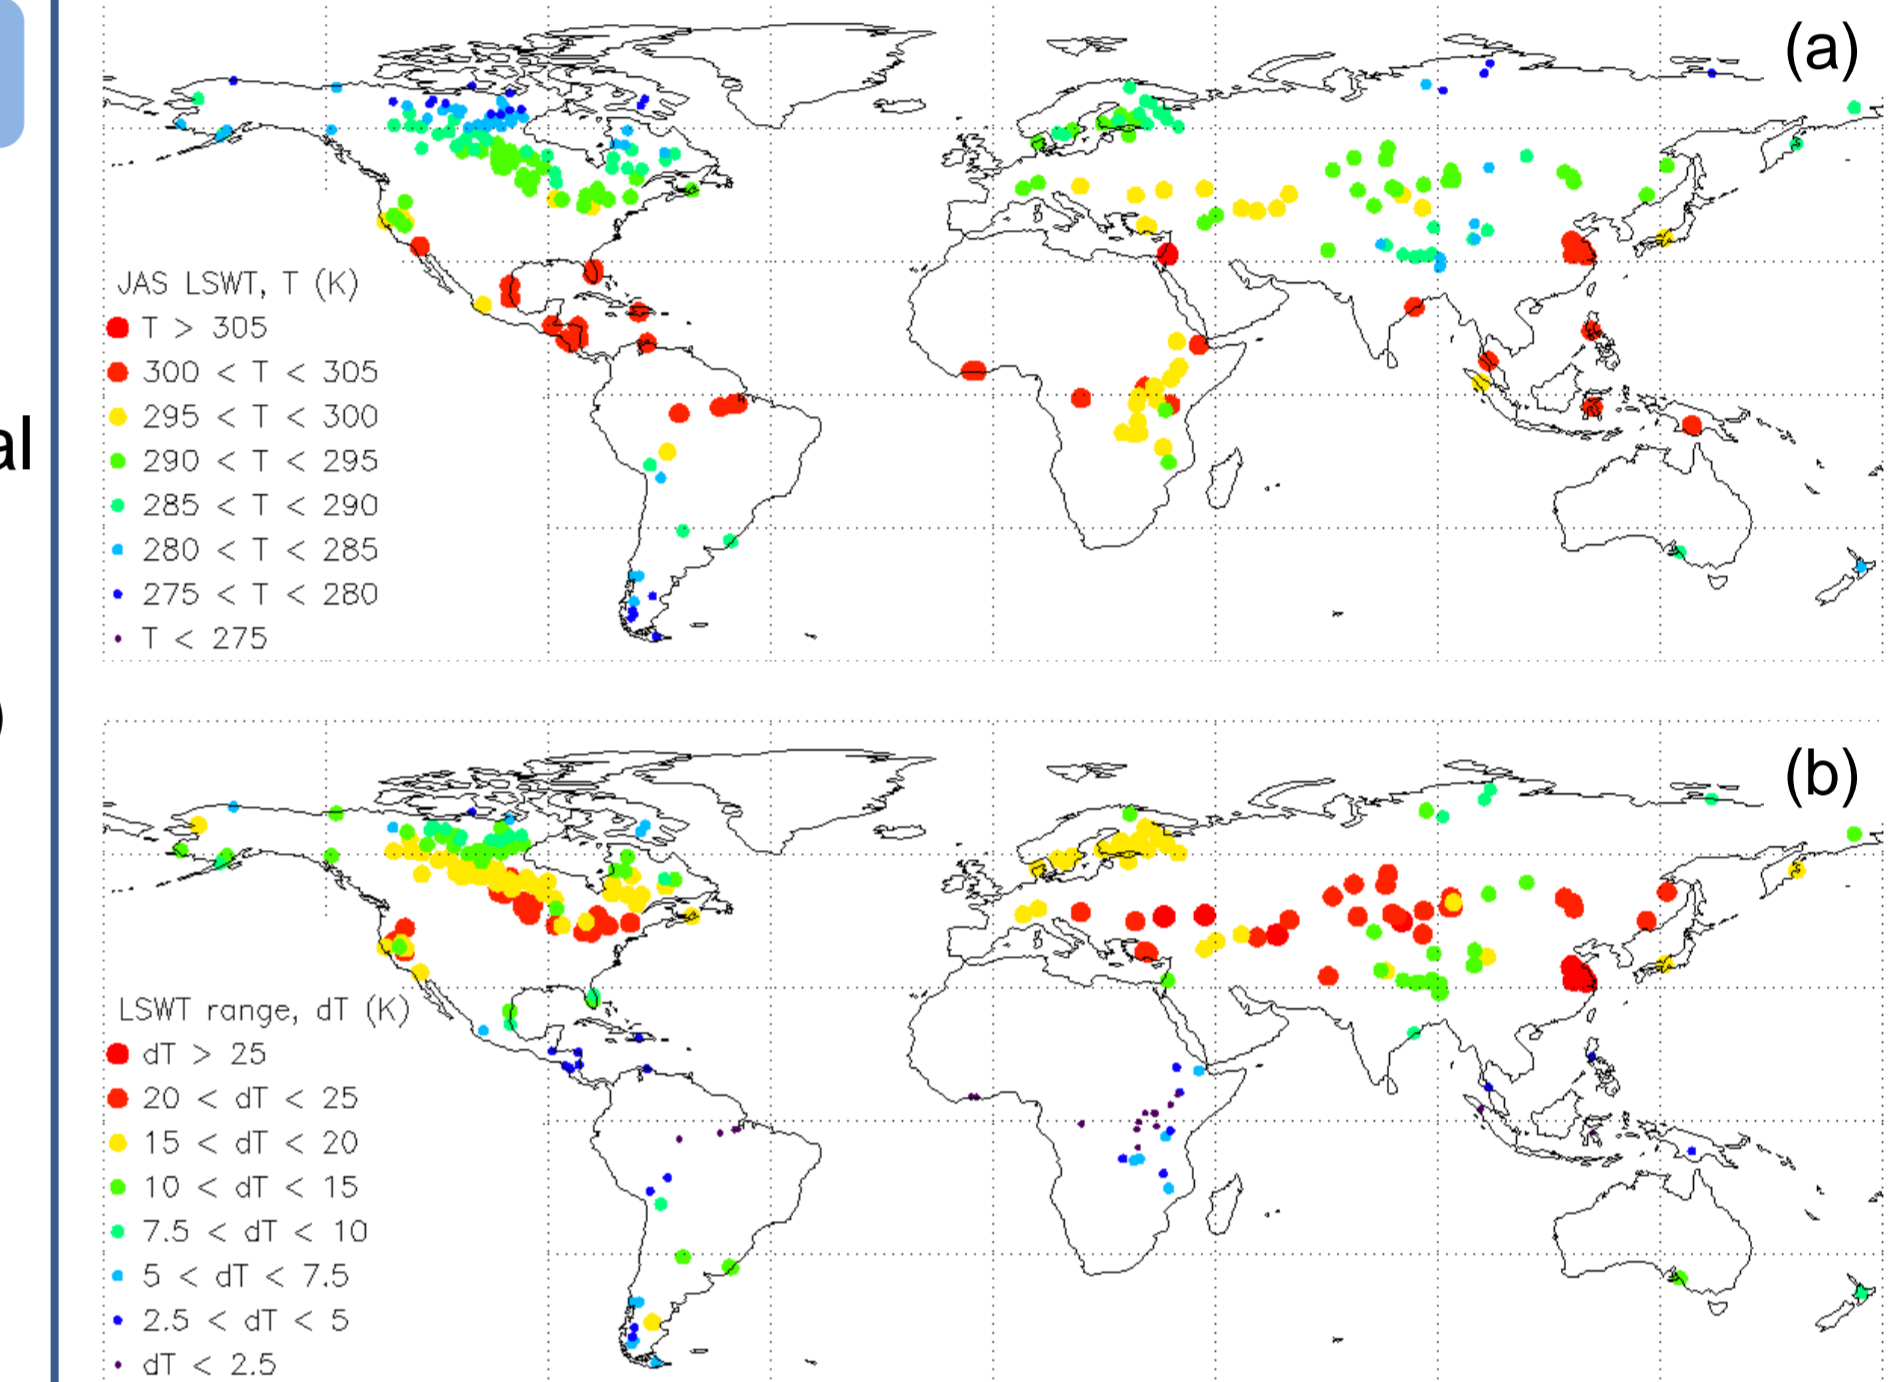 (a)
JAS LSWT, T (K)
T > 305
300 < T < 305
295 < T < 300
290 < T < 295
285 < T < 290
280 < T < 285
275 < T < 280
T < 275
al
)
(b)
LSWT range, dT (K)
dT > 25
20 < dT < 25
15 < dT < 20
10 < dT < 15
7.5 < dT < 10
5 < dT < 7.5
2.5 < dT < 5
dT < 2.5